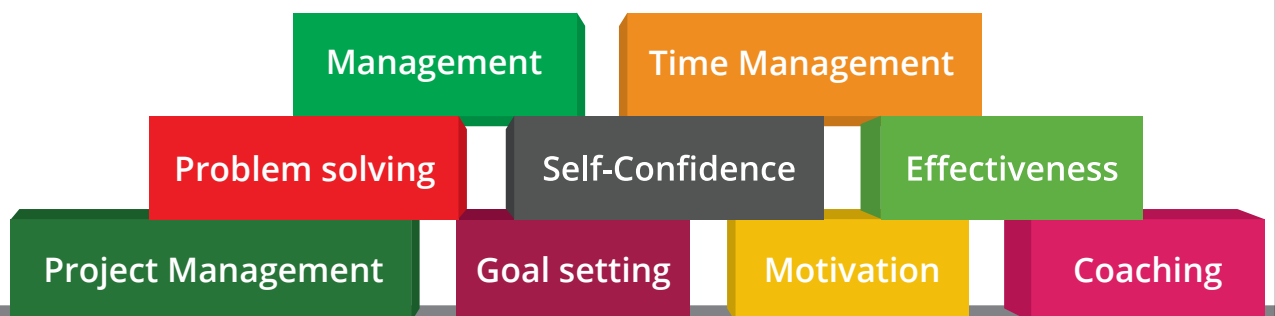 Management
Time Management
Problem solving
Self-Confidence
Effectiveness
Project Management
Goal setting
Motivation
Coaching